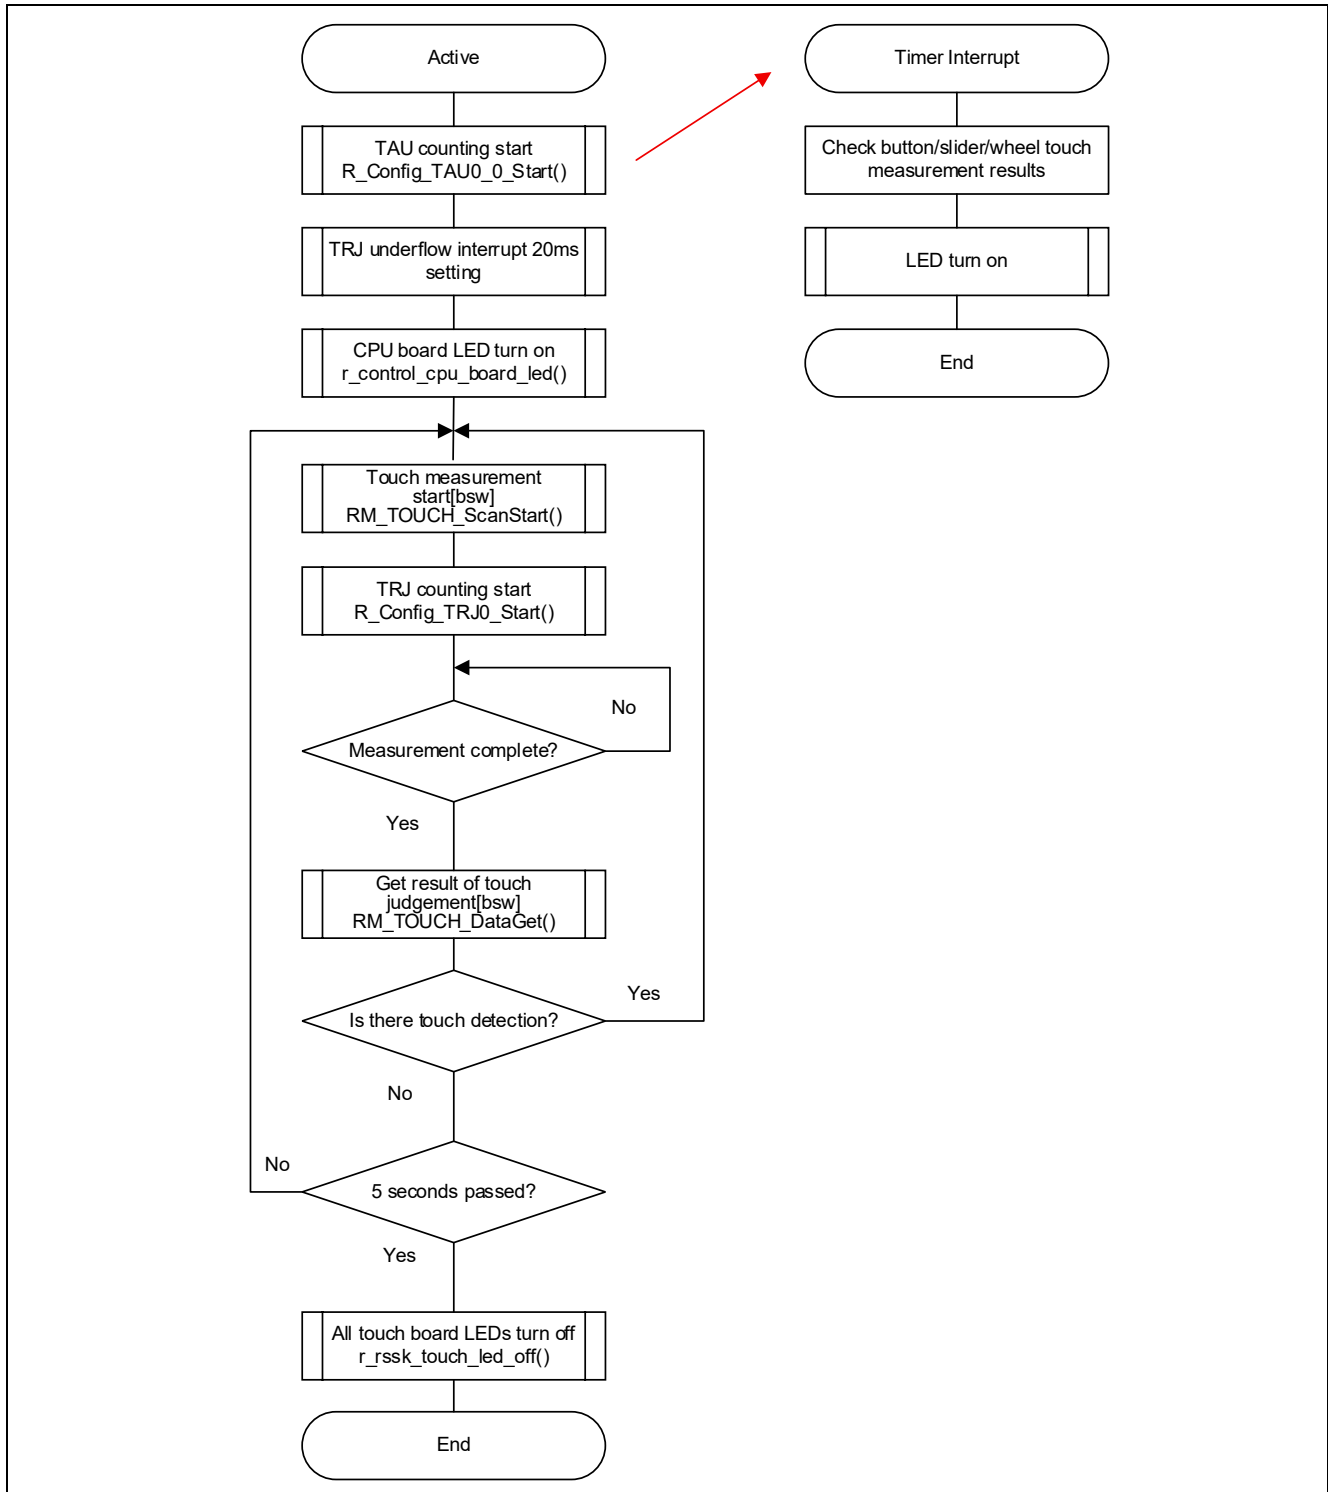 Active
TAU counting start
R_Config_TAU0_0_Start()
TRJ underflow interrupt 20ms
setting
CPU board LED turn on
r_control_cpu_board_led()
Touch measurement
start[bsw]
RM_TOUCH_ScanStart()
TRJ counting start
R_Config_TRJ0_Start()
No
Measurement complete?
Yes
Get result of touch
judgement[bsw]
RM_TOUCH_DataGet()
Yes
Is there touch detection?
No
No
5 seconds passed?
Yes
All touch board LEDs turn off
r_rssk_touch_led_off()
End
Timer Interrupt
Check button/slider/wheel touch
measurement results
LED turn on
End